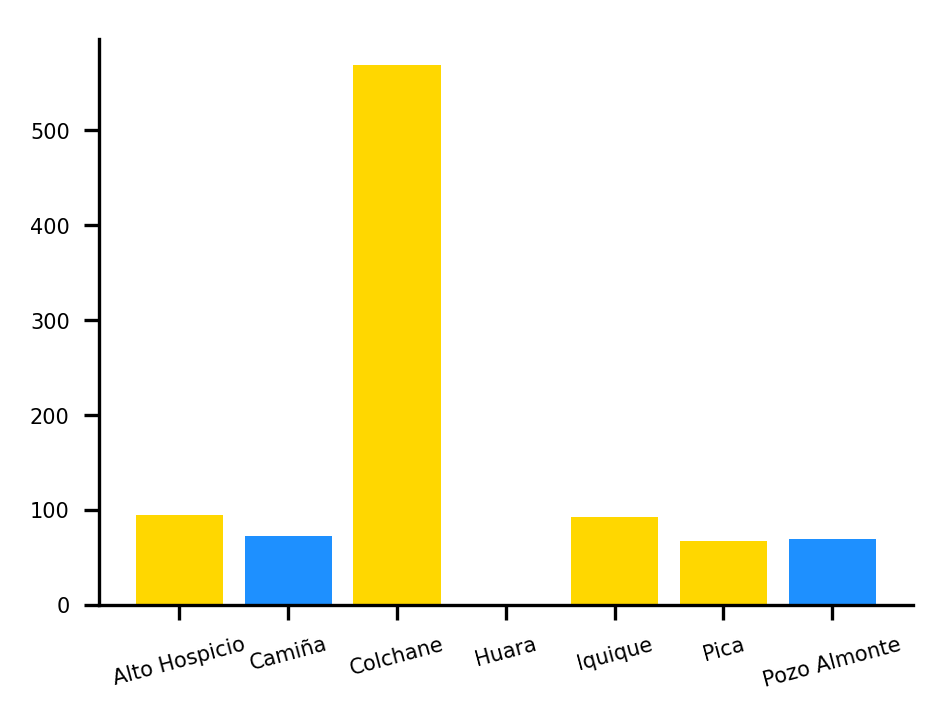 500
400
300
200
100
0
Alto Hospicio
Camiña
Colchane
Huara
Iquique
Pica
Pozo Almonte